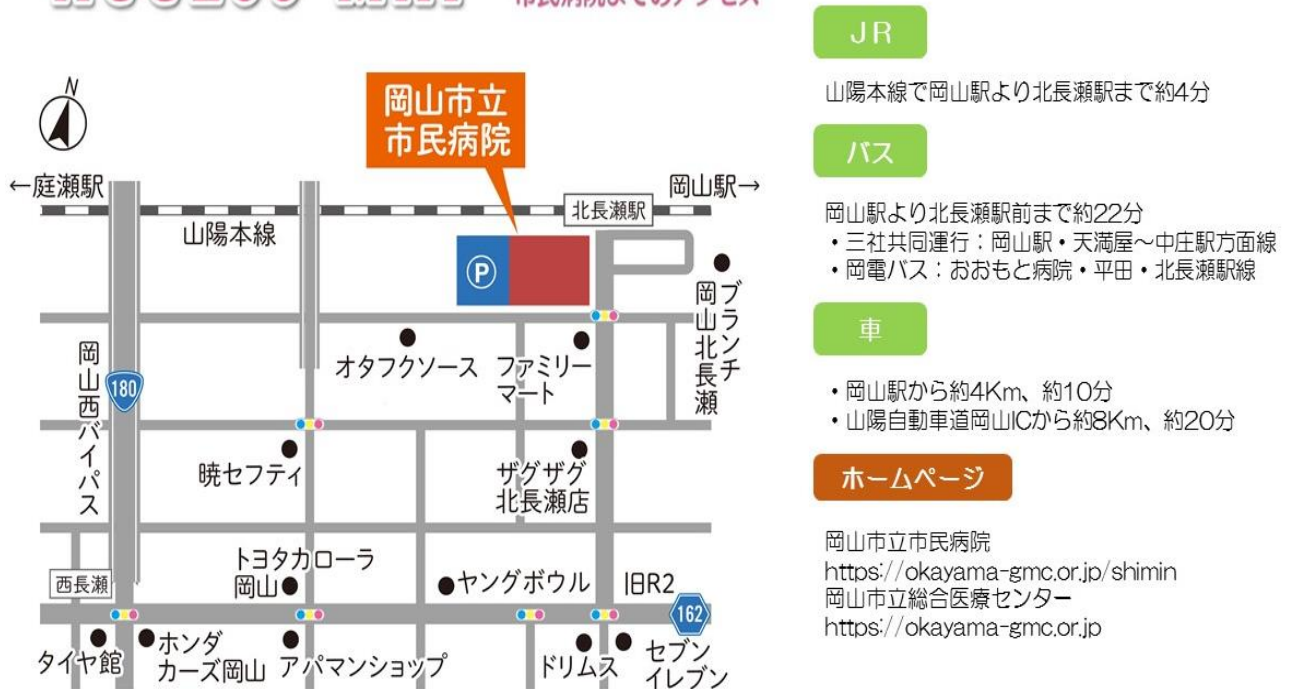 市民病院までのアクセス
N
岡山市立
市民病院
←庭瀬駅
岡山駅→
北長瀬駅
山陽本線
P
ブランチ
岡山北長瀬
オタフクソース
ファミリー
マート
岡山西バイパス
180
暁セフティ
ザグザグ
北長瀬店
トヨタカローラ
岡山
ヤングボウル
旧R2
西長瀬
162
タイヤ館
ホンダ
カーズ岡山
アパマンショップ
ドリムス
セブン
イレブン
JR
山陽本線で岡山駅より北長瀬駅まで約4分
バス
岡山駅より北長瀬駅前まで約22分
・三社共同運行：岡山駅・天満屋～中庄駅方面線
・岡電バス：おおもと病院・平田・北長瀬駅線
車
・岡山駅から約4Km、約10分
・山陽自動車道岡山ICから約8Km、約20分
ホームページ
岡山市立市民病院
https://okayama-gmc.or.jp/shimin
岡山市立総合医療センター
https://okayama-gmc.or.jp